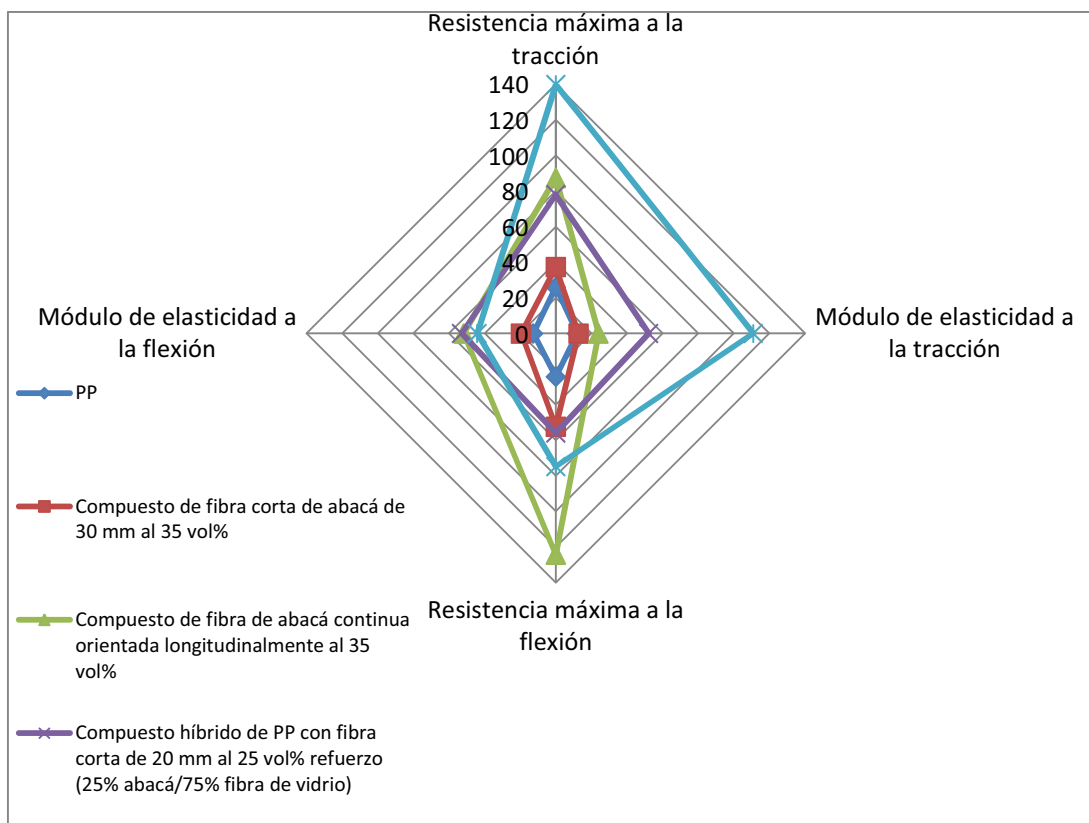 Resistencia máxima a la
tracción
140
120
100
80
60
40
20
0
Módulo de elasticidad a
la flexión
Módulo de elasticidad a
la tracción
PP
Compuesto de fibra corta de abacá de
30 mm al 35 vol%
Resistencia máxima a la
flexión
Compuesto de fibra de abacá continua
orientada longitudinalmente al 35
vol%
Compuesto híbrido de PP con fibra
corta de 20 mm al 25 vol% refuerzo
(25% abacá/75% fibra de vidrio)